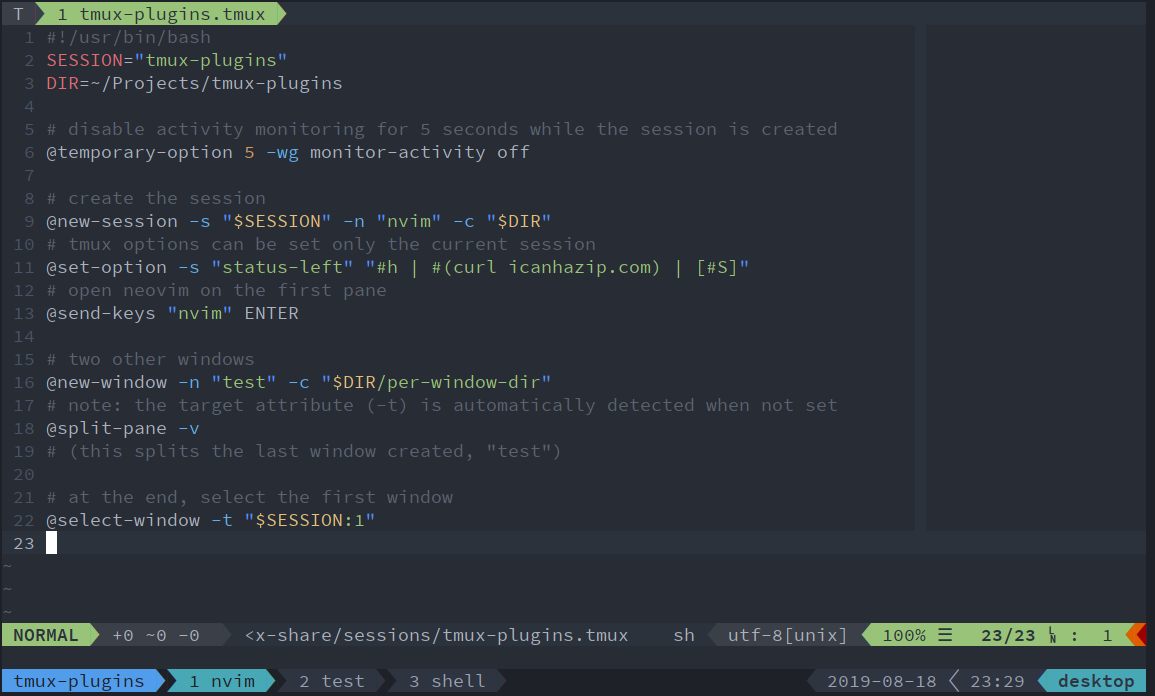 T 1 tmux-plugins.tmux
1 #!/usr/bin/bash
2 SESSION="tmux-plugins"
3 DIR=~/Projects/tmux-plugins
4
5 # disable activity monitoring for 5 seconds while the session is created
6 @temporary-option 5 -wg monitor-activity off
7
8 # create the session
9 @new-session -s "$SESSION" -n "nvim" -c "$DIR"
10 # tmux options can be set only the current session
11 @set-option -s "status-left" "#h | #(curl icanhazip.com) | [#S]"
12 # open neovim on the first pane
13 @send-keys "nvim" ENTER
14
15 # two other windows
16 @new-window -n "test" -c "$DIR/per-window-dir"
17 # note: the target attribute (-t) is automatically detected when not set
18 @split-pane -v
19 # (this splits the last window created, "test")
20
21 # at the end, select the first window
22 @select-window -t "$SESSION:1"
23
~
~
~
NORMAL +0 ~0 -0 <x-share/sessions/tmux-plugins.tmux sh utf-8[unix] 100% ☰ 23/23 ㏑ : 1
tmux-plugins 1 nvim 2 test 3 shell 2019-08-18 23:29 desktop